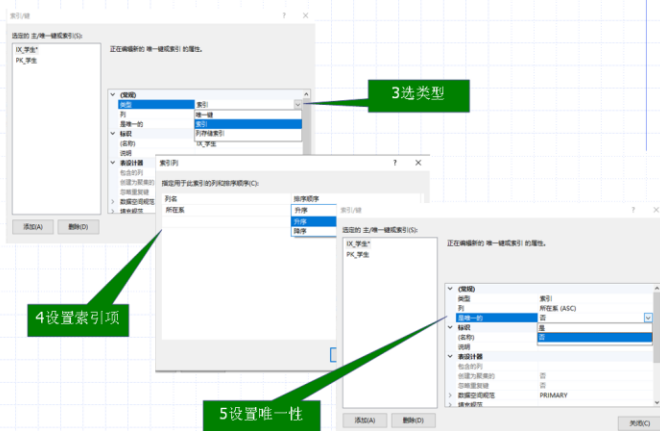 索引/键
选定的 主/唯一键或索引(S):
IX_学生*
PK_学生
正在编辑新的 唯一键或索引 的属性。
(常规)
类型 索引
列 唯一键
是唯一的 索引
列存储索引
标识
(名称) IX_学生
说明
表设计器
包含的列
创建为聚集的
忽略重复键
数据空间规范
填充规范
添加(A) 删除(D)
3选类型
索引列
指定用于此索引的列和排序顺序(C):
列名 排序顺序
所在系 升序
升序
降序
4设置索引项
索引/键
选定的 主/唯一键或索引(S):
IX_学生*
PK_学生
正在编辑新的 唯一键或索引 的属性。
(常规)
类型 索引
列 所在系 (ASC)
是唯一的 否
标识 是
(名称) 否
说明
表设计器
包含的列
创建为聚集的 否
忽略重复键 否
数据空间规范 PRIMARY
填充规范
添加(A) 删除(D)
关闭(C)
5设置唯一性